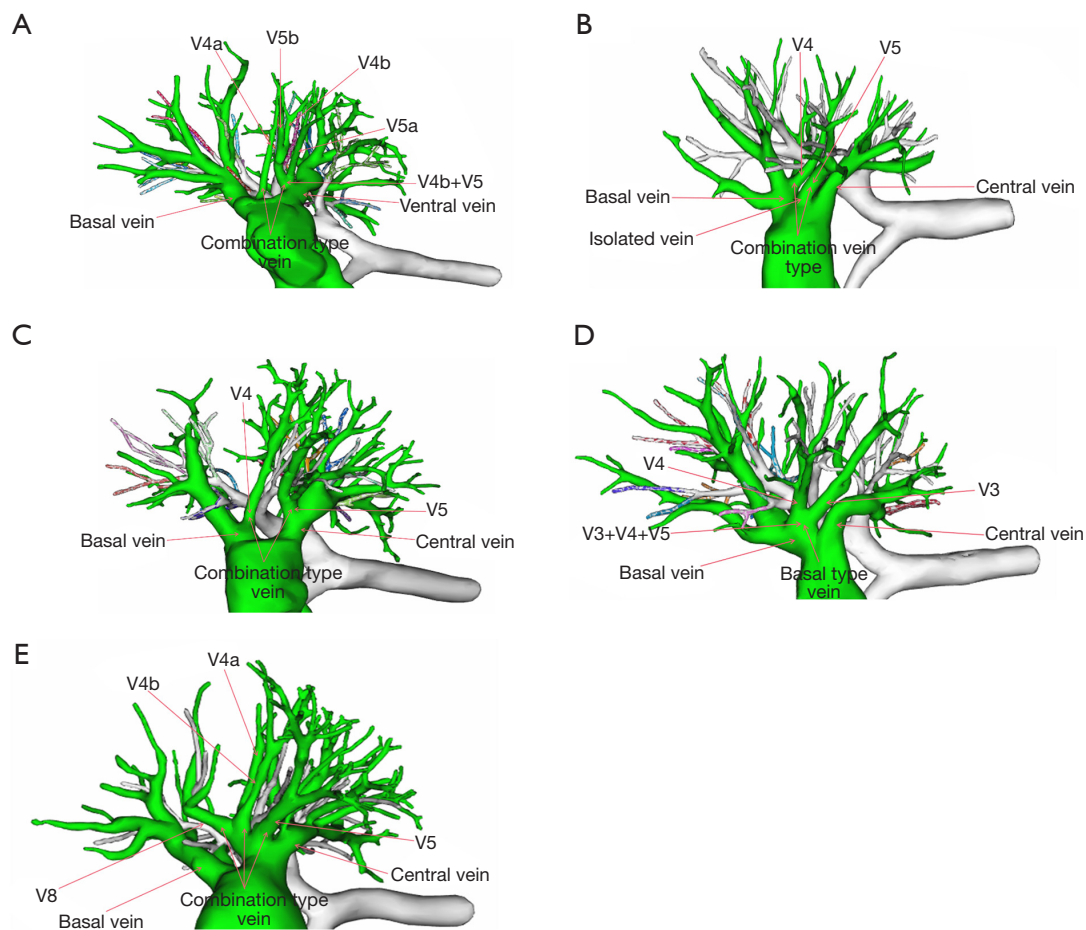 A
V5b
V4a
V4b
V5a
V4b+V5
Ventral vein
Basal vein
Combination type
vein
B
V4
V5
Basal vein
Central vein
Isolated vein
Combination vein
type
C
V4
V5
Basal vein
Central vein
Combination type
vein
D
V4
V3
V3+V4+V5
Central vein
Basal vein
Basal type
vein
E
V4a
V4b
V5
Central vein
V8
Basal vein
Combination type
vein